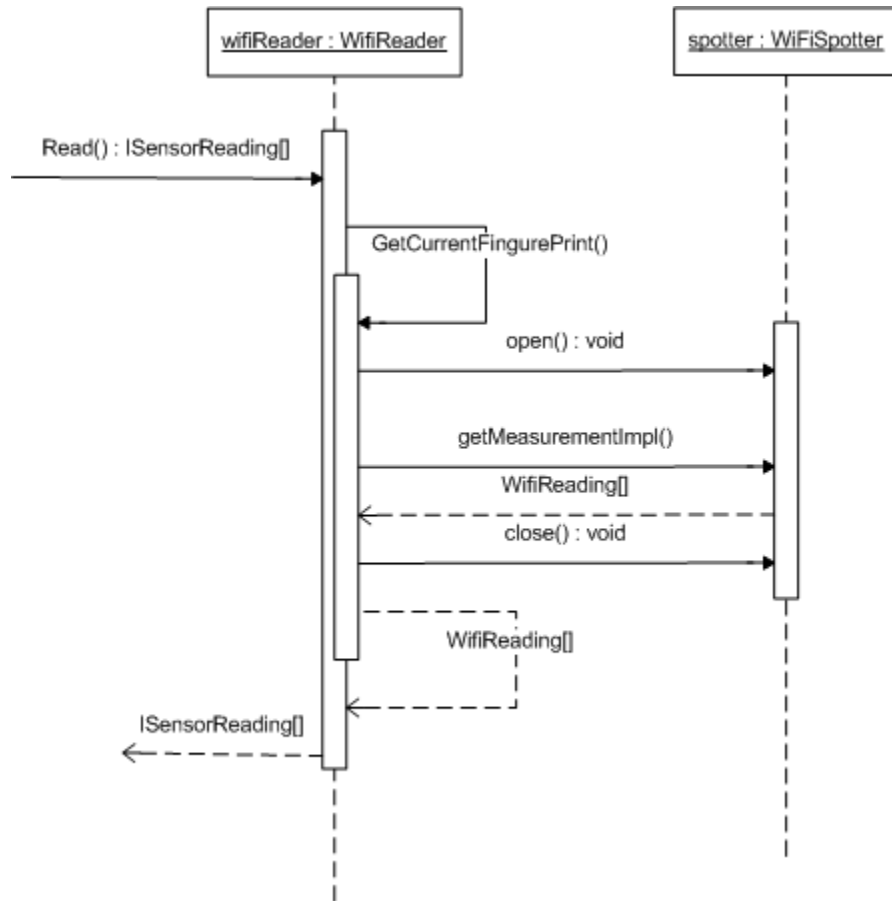 wifiReader : WifiReader
spotter : WiFiSpotter
Read() : ISensorReading[]
GetCurrentFingurePrint()
open() : void
getMeasurementImpl()
WifiReading[]
close() : void
WifiReading[]
ISensorReading[]